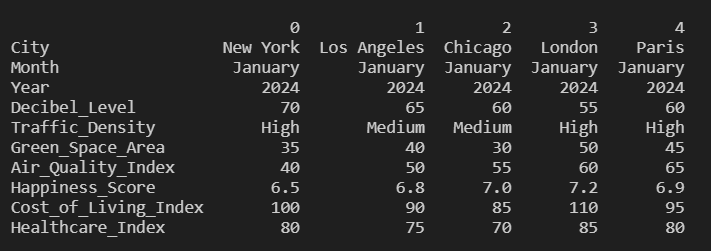 0 1 2 3 4
City New York Los Angeles Chicago London Paris
Month January January January January January
Year 2024 2024 2024 2024 2024
Decibel_Level 70 65 60 55 60
Traffic_Density High Medium Medium High High
Green_Space_Area 35 40 30 50 45
Air_Quality_Index 40 50 55 60 65
Happiness_Score 6.5 6.8 7.0 7.2 6.9
Cost_of_Living_Index 100 90 85 110 95
Healthcare_Index 80 75 70 85 80